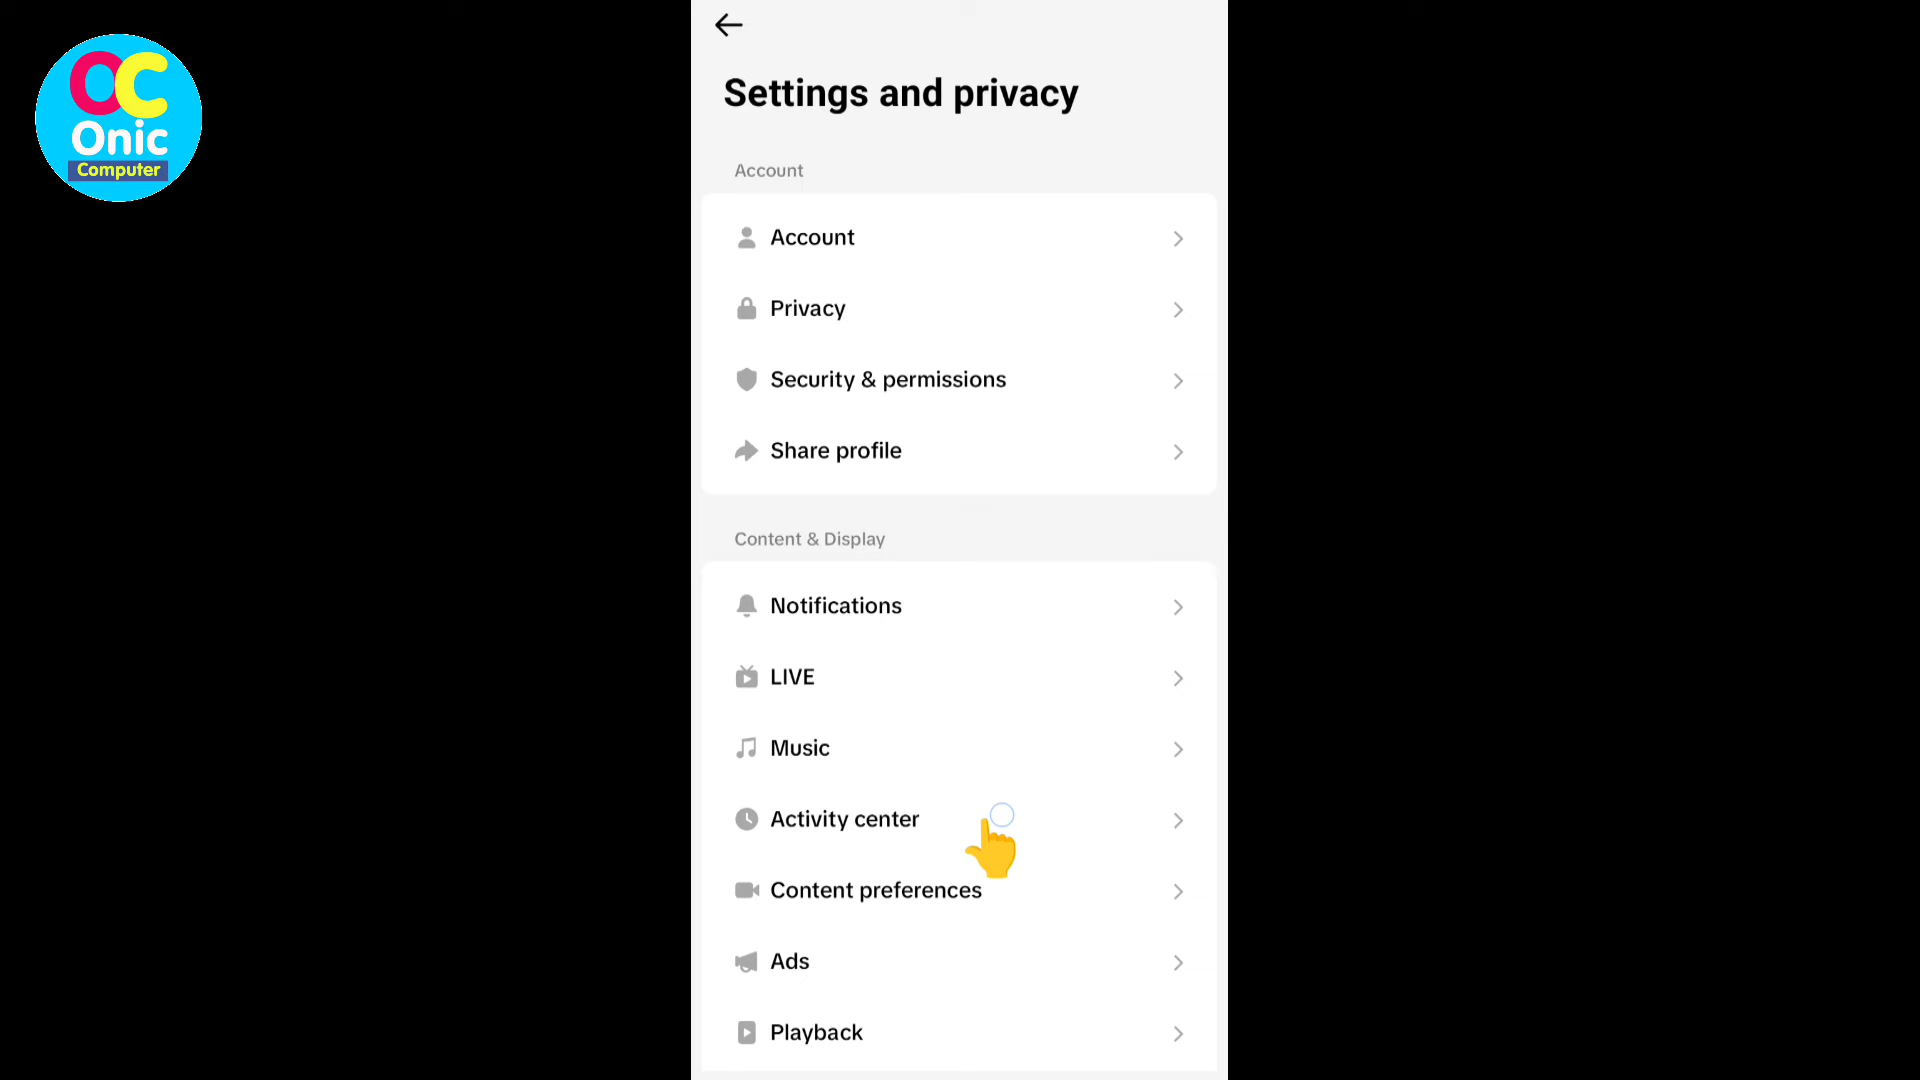 OC
Onic
Computer
Settings and privacy
Account
Account
Privacy
Security & permissions
Share profile
Content & Display
Notifications
LIVE
Music
Activity center
Content preferences
Ads
Playback